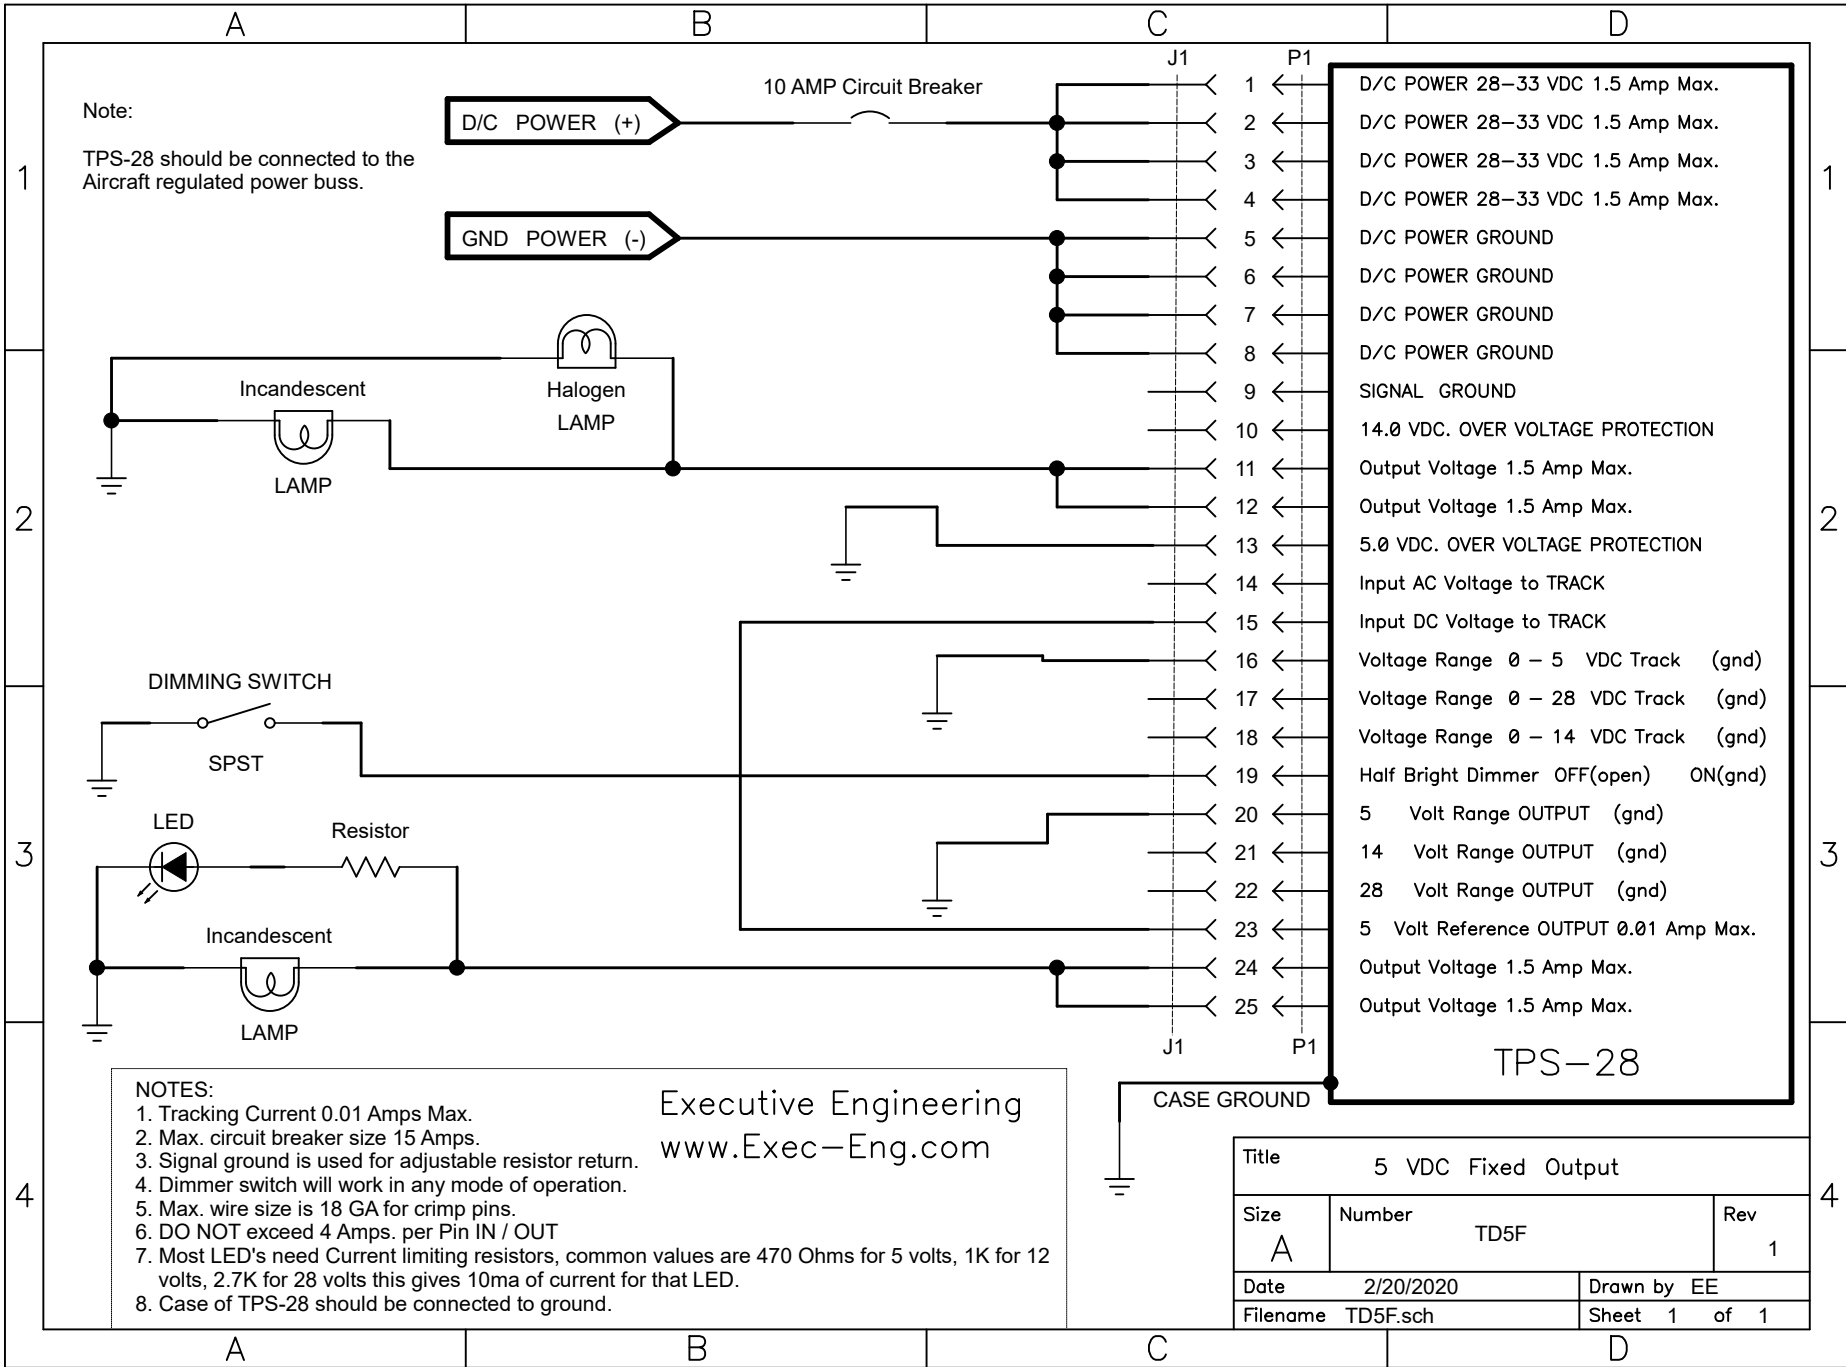 A B C D
J1 P1
Note:
TPS-28 should be connected to the
Aircraft regulated power buss.
D/C POWER (+)
10 AMP Circuit Breaker
GND POWER (-)
1 1
1 D/C POWER 28-33 VDC 1.5 Amp Max.
2 D/C POWER 28-33 VDC 1.5 Amp Max.
3 D/C POWER 28-33 VDC 1.5 Amp Max.
4 D/C POWER 28-33 VDC 1.5 Amp Max.
5 D/C POWER GROUND
6 D/C POWER GROUND
7 D/C POWER GROUND
8 D/C POWER GROUND
9 SIGNAL GROUND
10 14.0 VDC. OVER VOLTAGE PROTECTION
11 Output Voltage 1.5 Amp Max.
12 Output Voltage 1.5 Amp Max.
13 5.0 VDC. OVER VOLTAGE PROTECTION
14 Input AC Voltage to TRACK
15 Input DC Voltage to TRACK
16 Voltage Range 0 - 5 VDC Track (gnd)
17 Voltage Range 0 - 28 VDC Track (gnd)
18 Voltage Range 0 - 14 VDC Track (gnd)
19 Half Bright Dimmer OFF(open) ON(gnd)
20 5 Volt Range OUTPUT (gnd)
21 14 Volt Range OUTPUT (gnd)
22 28 Volt Range OUTPUT (gnd)
23 5 Volt Reference OUTPUT 0.01 Amp Max.
24 Output Voltage 1.5 Amp Max.
25 Output Voltage 1.5 Amp Max.
J1 P1
TPS-28
CASE GROUND
Incandescent
LAMP
Halogen
LAMP
2 2
DIMMING SWITCH
SPST
LED
Resistor
3 3
Incandescent
LAMP
NOTES:
1. Tracking Current 0.01 Amps Max.
2. Max. circuit breaker size 15 Amps.
3. Signal ground is used for adjustable resistor return.
4. Dimmer switch will work in any mode of operation.
5. Max. wire size is 18 GA for crimp pins.
6. DO NOT exceed 4 Amps. per Pin IN / OUT
7. Most LED's need Current limiting resistors, common values are 470 Ohms for 5 volts, 1K for 12
volts, 2.7K for 28 volts this gives 10ma of current for that LED.
8. Case of TPS-28 should be connected to ground.
Executive Engineering
www.Exec-Eng.com
4 4
Title 5 VDC Fixed Output
Size Number Rev
A TD5F 1
Date 2/20/2020 Drawn by EE
Filename TD5F.sch Sheet 1 of 1
A B C D